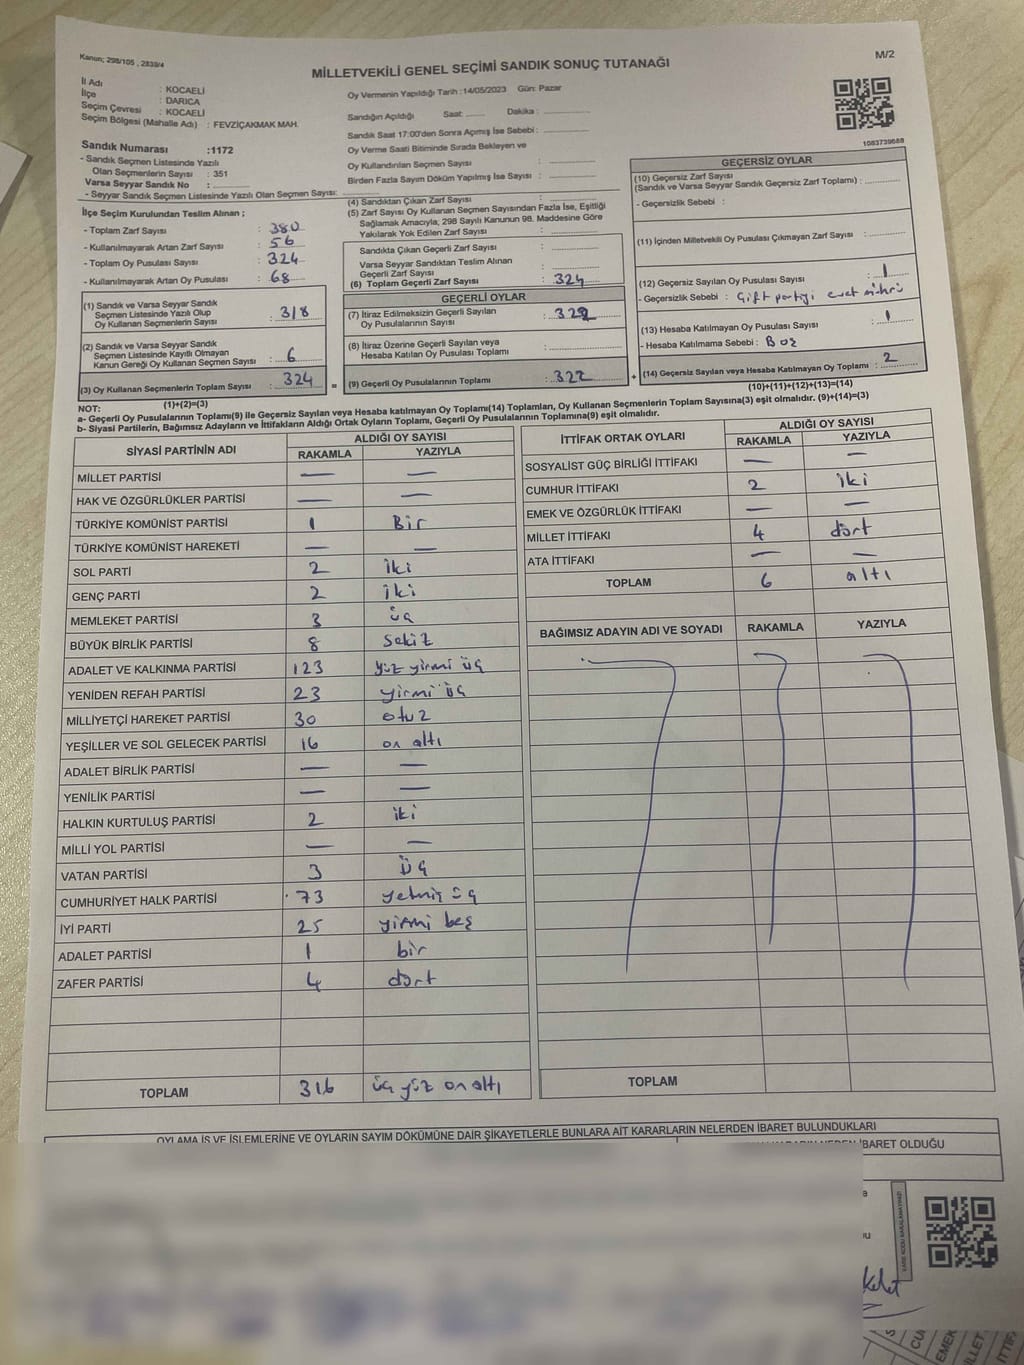 Kanun; 298/105 , 2839/4
M/2
MİLLETVEKİLİ GENEL SEÇİMİ SANDIK SONUÇ TUTANAĞI
İl Adı : KOCAELİ
İlçe : DARICA
Seçim Çevresi : KOCAELİ
Seçim Bölgesi (Mahalle Adı) : FEVZİÇAKMAK MAH.
Sandık Numarası :1172
- Sandık Seçmen Listesinde Yazılı
Olan Seçmenlerin Sayısı : 351
Varsa Seyyar Sandık No : ............
- Seyyar Sandık Seçmen Listesinde Yazılı Olan Seçmen Sayısı: ............
Oy Vermenin Yapıldığı Tarih :14/05/2023 Gün: Pazar
Sandığın Açıldığı Saat: ....... Dakika : ............
Sandık Saat 17:00'den Sonra Açımış İse Sebebi : ............
Oy Verme Saati Bitiminde Sırada Bekleyen ve
Oy Kullandırılan Seçmen Sayısı : ............
Birden Fazla Sayım Döküm Yapılmış İse Sayısı : ............
1083739688
İlçe Seçim Kurulundan Teslim Alınan ;
- Toplam Zarf Sayısı : 380
- Kullanılmayarak Artan Zarf Sayısı : 56
- Toplam Oy Pusulası Sayısı : 324
- Kullanılmayarak Artan Oy Pusulası : 68
(1) Sandık ve Varsa Seyyar Sandık
Seçmen Listesinde Yazılı Olup
Oy Kullanan Seçmenlerin Sayısı : 318
(2) Sandık ve Varsa Seyyar Sandık
Seçmen Listesinde Kayıtlı Olmayan
Kanun Gereği Oy Kullanan Seçmen Sayısı : 6
(3) Oy Kullanan Seçmenlerin Toplam Sayısı : 324
(1)+(2)=(3)
(4) Sandıktan Çıkan Zarf Sayısı : ............
(5) Zarf Sayısı Oy Kullanan Seçmen Sayısından Fazla İse, Eşitliği
Sağlamak Amacıyla; 298 Sayılı Kanunun 98. Maddesine Göre
Yakılarak Yok Edilen Zarf Sayısı : ............
Sandıkta Çıkan Geçerli Zarf Sayısı : ............
Varsa Seyyar Sandıktan Teslim Alınan
Geçerli Zarf Sayısı : ............
(6) Toplam Geçerli Zarf Sayısı : 324
GEÇERLİ OYLAR
(7) İtiraz Edilmeksizin Geçerli Sayılan
Oy Pusulalarının Sayısı : 322
(8) İtiraz Üzerine Geçerli Sayılan veya
Hesaba Katılan Oy Pusulası Toplamı : ............
= (9) Geçerli Oy Pusulalarının Toplamı : 322 +
GEÇERSİZ OYLAR
(10) Geçersiz Zarf Sayısı
(Sandık ve Varsa Seyyar Sandık Geçersiz Zarf Toplamı) : ............
- Geçersizlik Sebebi :
(11) İçinden Milletvekili Oy Pusulası Çıkmayan Zarf Sayısı : ............
(12) Geçersiz Sayılan Oy Pusulası Sayısı : 1
- Geçersizlik Sebebi : Çift partiyi evet mührü
(13) Hesaba Katılmayan Oy Pusulası Sayısı : 1
- Hesaba Katılmama Sebebi : Boş
(14) Geçersiz Sayılan veya Hesaba Katılmayan Oy Toplamı : 2
(10)+(11)+(12)+(13)=(14)
NOT:
a- Geçerli Oy Pusulalarının Toplamı(9) ile Geçersiz Sayılan veya Hesaba katılmayan Oy Toplamı(14) Toplamları, Oy Kullanan Seçmenlerin Toplam Sayısına(3) eşit olmalıdır. (9)+(14)=(3)
b- Siyasi Partilerin, Bağımsız Adayların ve İttifakların Aldığı Ortak Oyların Toplamı, Geçerli Oy Pusulalarının Toplamına(9) eşit olmalıdır.
SİYASİ PARTİNİN ADI ALDIĞI OY SAYISI
RAKAMLA YAZIYLA
MİLLET PARTİSİ — —
HAK VE ÖZGÜRLÜKLER PARTİSİ — —
TÜRKİYE KOMÜNİST PARTİSİ 1 Bir
TÜRKİYE KOMÜNİST HAREKETİ — —
SOL PARTİ 2 iki
GENÇ PARTİ 2 iki
MEMLEKET PARTİSİ 3 üç
BÜYÜK BİRLİK PARTİSİ 8 sekiz
ADALET VE KALKINMA PARTİSİ 123 yüz yirmi üç
YENİDEN REFAH PARTİSİ 23 yirmi üç
MİLLİYETÇİ HAREKET PARTİSİ 30 otuz
YEŞİLLER VE SOL GELECEK PARTİSİ 16 on altı
ADALET BİRLİK PARTİSİ — —
YENİLİK PARTİSİ — —
HALKIN KURTULUŞ PARTİSİ 2 iki
MİLLİ YOL PARTİSİ — —
VATAN PARTİSİ 3 üç
CUMHURİYET HALK PARTİSİ 73 yetmiş üç
İYİ PARTİ 25 yirmi beş
ADALET PARTİSİ 1 bir
ZAFER PARTİSİ 4 dört
TOPLAM 316 üç yüz on altı
İTTİFAK ORTAK OYLARI ALDIĞI OY SAYISI
RAKAMLA YAZIYLA
SOSYALİST GÜÇ BİRLİĞİ İTTİFAKI — —
CUMHUR İTTİFAKI 2 iki
EMEK VE ÖZGÜRLÜK İTTİFAKI — —
MİLLET İTTİFAKI 4 dört
ATA İTTİFAKI — —
TOPLAM 6 altı
BAĞIMSIZ ADAYIN ADI VE SOYADI RAKAMLA YAZIYLA
TOPLAM
OYLAMA İŞ VE İŞLEMLERİNE VE OYLARIN SAYIM DÖKÜMÜNE DAİR ŞİKAYETLERLE BUNLARA AİT KARARLARIN NELERDEN İBARET BULUNDUKLARI
İBARET OLDUĞU